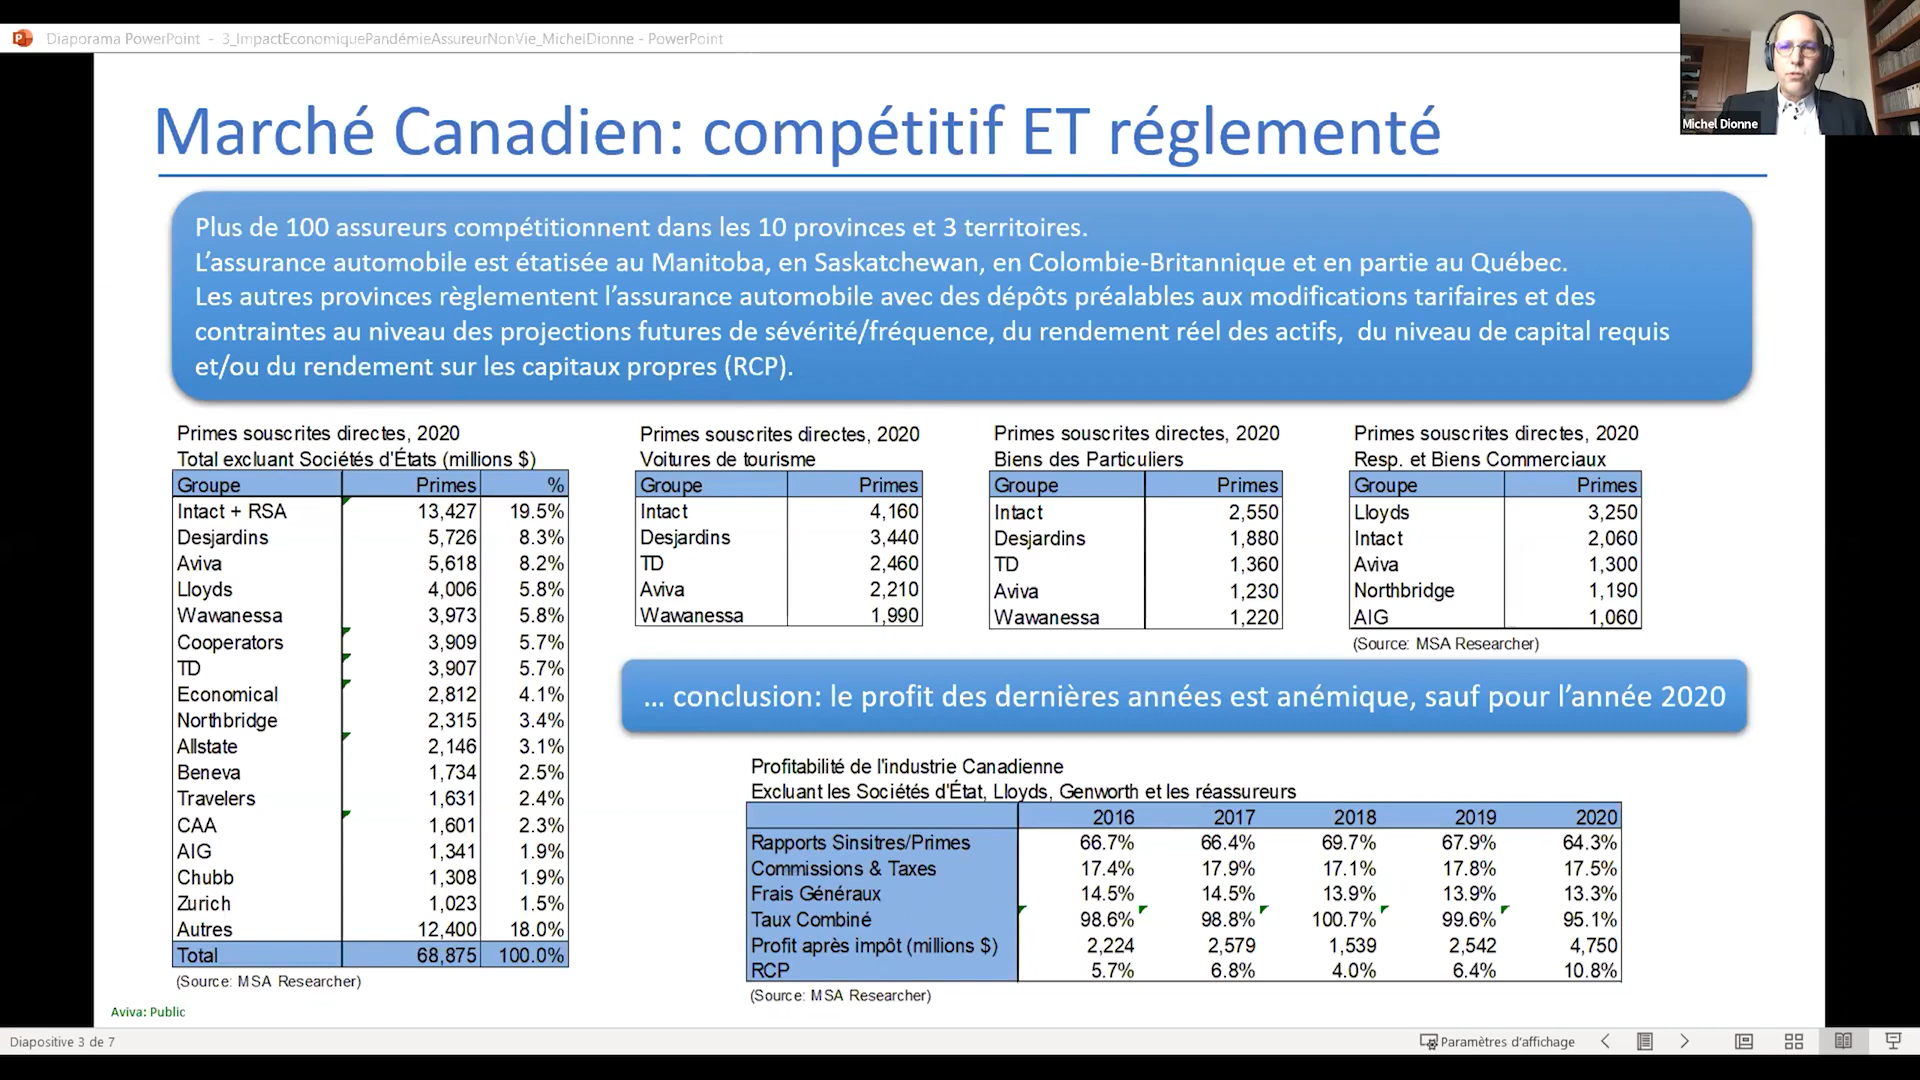 Diaporama PowerPoint - 3_ImpactEconomiquePandémieAssureurNonVie_MichelDionne - PowerPoint
Michel Dionne
Marché Canadien: compétitif ET réglementé
Plus de 100 assureurs compétitionnent dans les 10 provinces et 3 territoires.
L’assurance automobile est étatisée au Manitoba, en Saskatchewan, en Colombie-Britannique et en partie au Québec.
Les autres provinces règlementent l’assurance automobile avec des dépôts préalables aux modifications tarifaires et des
contraintes au niveau des projections futures de sévérité/fréquence, du rendement réel des actifs, du niveau de capital requis
et/ou du rendement sur les capitaux propres (RCP).
Primes souscrites directes, 2020
Total excluant Sociétés d'États (millions $)
Groupe Primes %
Intact + RSA 13,427 19.5%
Desjardins 5,726 8.3%
Aviva 5,618 8.2%
Lloyds 4,006 5.8%
Wawanessa 3,973 5.8%
Cooperators 3,909 5.7%
TD 3,907 5.7%
Economical 2,812 4.1%
Northbridge 2,315 3.4%
Allstate 2,146 3.1%
Beneva 1,734 2.5%
Travelers 1,631 2.4%
CAA 1,601 2.3%
AIG 1,341 1.9%
Chubb 1,308 1.9%
Zurich 1,023 1.5%
Autres 12,400 18.0%
Total 68,875 100.0%
(Source: MSA Researcher)
Primes souscrites directes, 2020
Voitures de tourisme
Groupe Primes
Intact 4,160
Desjardins 3,440
TD 2,460
Aviva 2,210
Wawanessa 1,990
Primes souscrites directes, 2020
Biens des Particuliers
Groupe Primes
Intact 2,550
Desjardins 1,880
TD 1,360
Aviva 1,230
Wawanessa 1,220
Primes souscrites directes, 2020
Resp. et Biens Commerciaux
Groupe Primes
Lloyds 3,250
Intact 2,060
Aviva 1,300
Northbridge 1,190
AIG 1,060
(Source: MSA Researcher)
... conclusion: le profit des dernières années est anémique, sauf pour l’année 2020
Profitabilité de l'industrie Canadienne
Excluant les Sociétés d'État, Lloyds, Genworth et les réassureurs
2016 2017 2018 2019 2020
Rapports Sinsitres/Primes 66.7% 66.4% 69.7% 67.9% 64.3%
Commissions & Taxes 17.4% 17.9% 17.1% 17.8% 17.5%
Frais Généraux 14.5% 14.5% 13.9% 13.9% 13.3%
Taux Combiné 98.6% 98.8% 100.7% 99.6% 95.1%
Profit après impôt (millions $) 2,224 2,579 1,539 2,542 4,750
RCP 5.7% 6.8% 4.0% 6.4% 10.8%
(Source: MSA Researcher)
Aviva: Public
Diapositive 3 de 7
Paramètres d'affichage